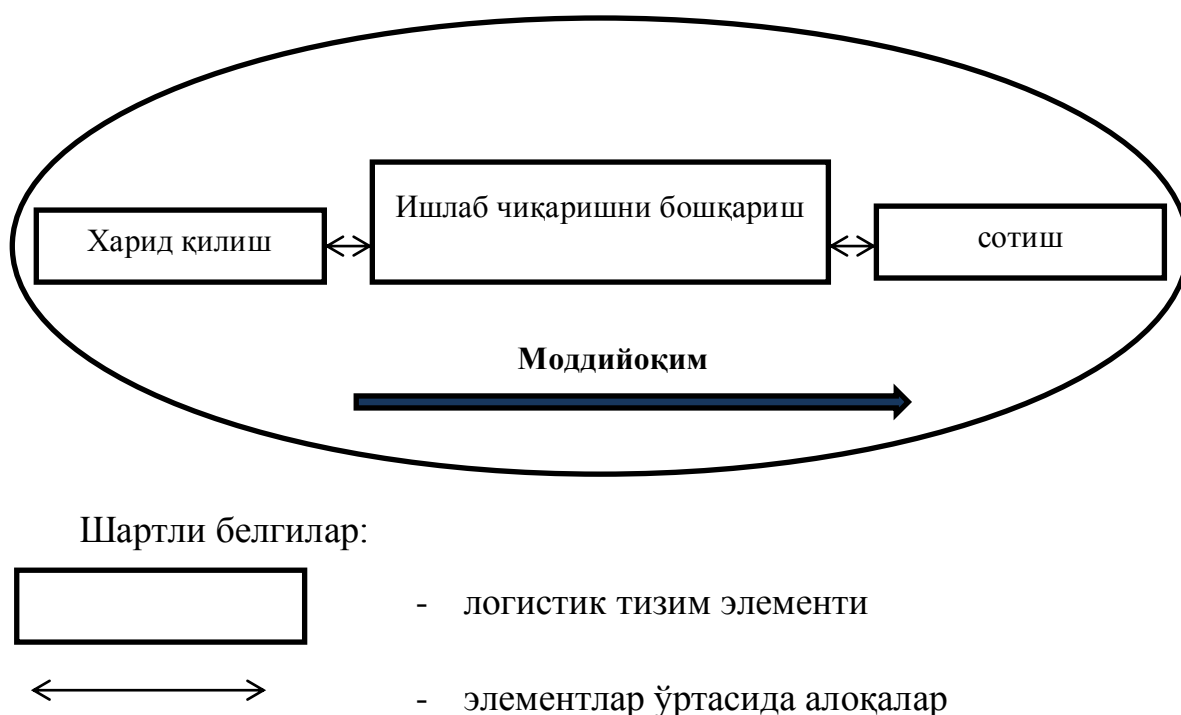 Ишлаб чиқаришни бошқариш
Харид қилиш
сотиш
Моддийоқим
Шартли белгилар:
- логистик тизим элементи
- элементлар ўртасида алоқалар